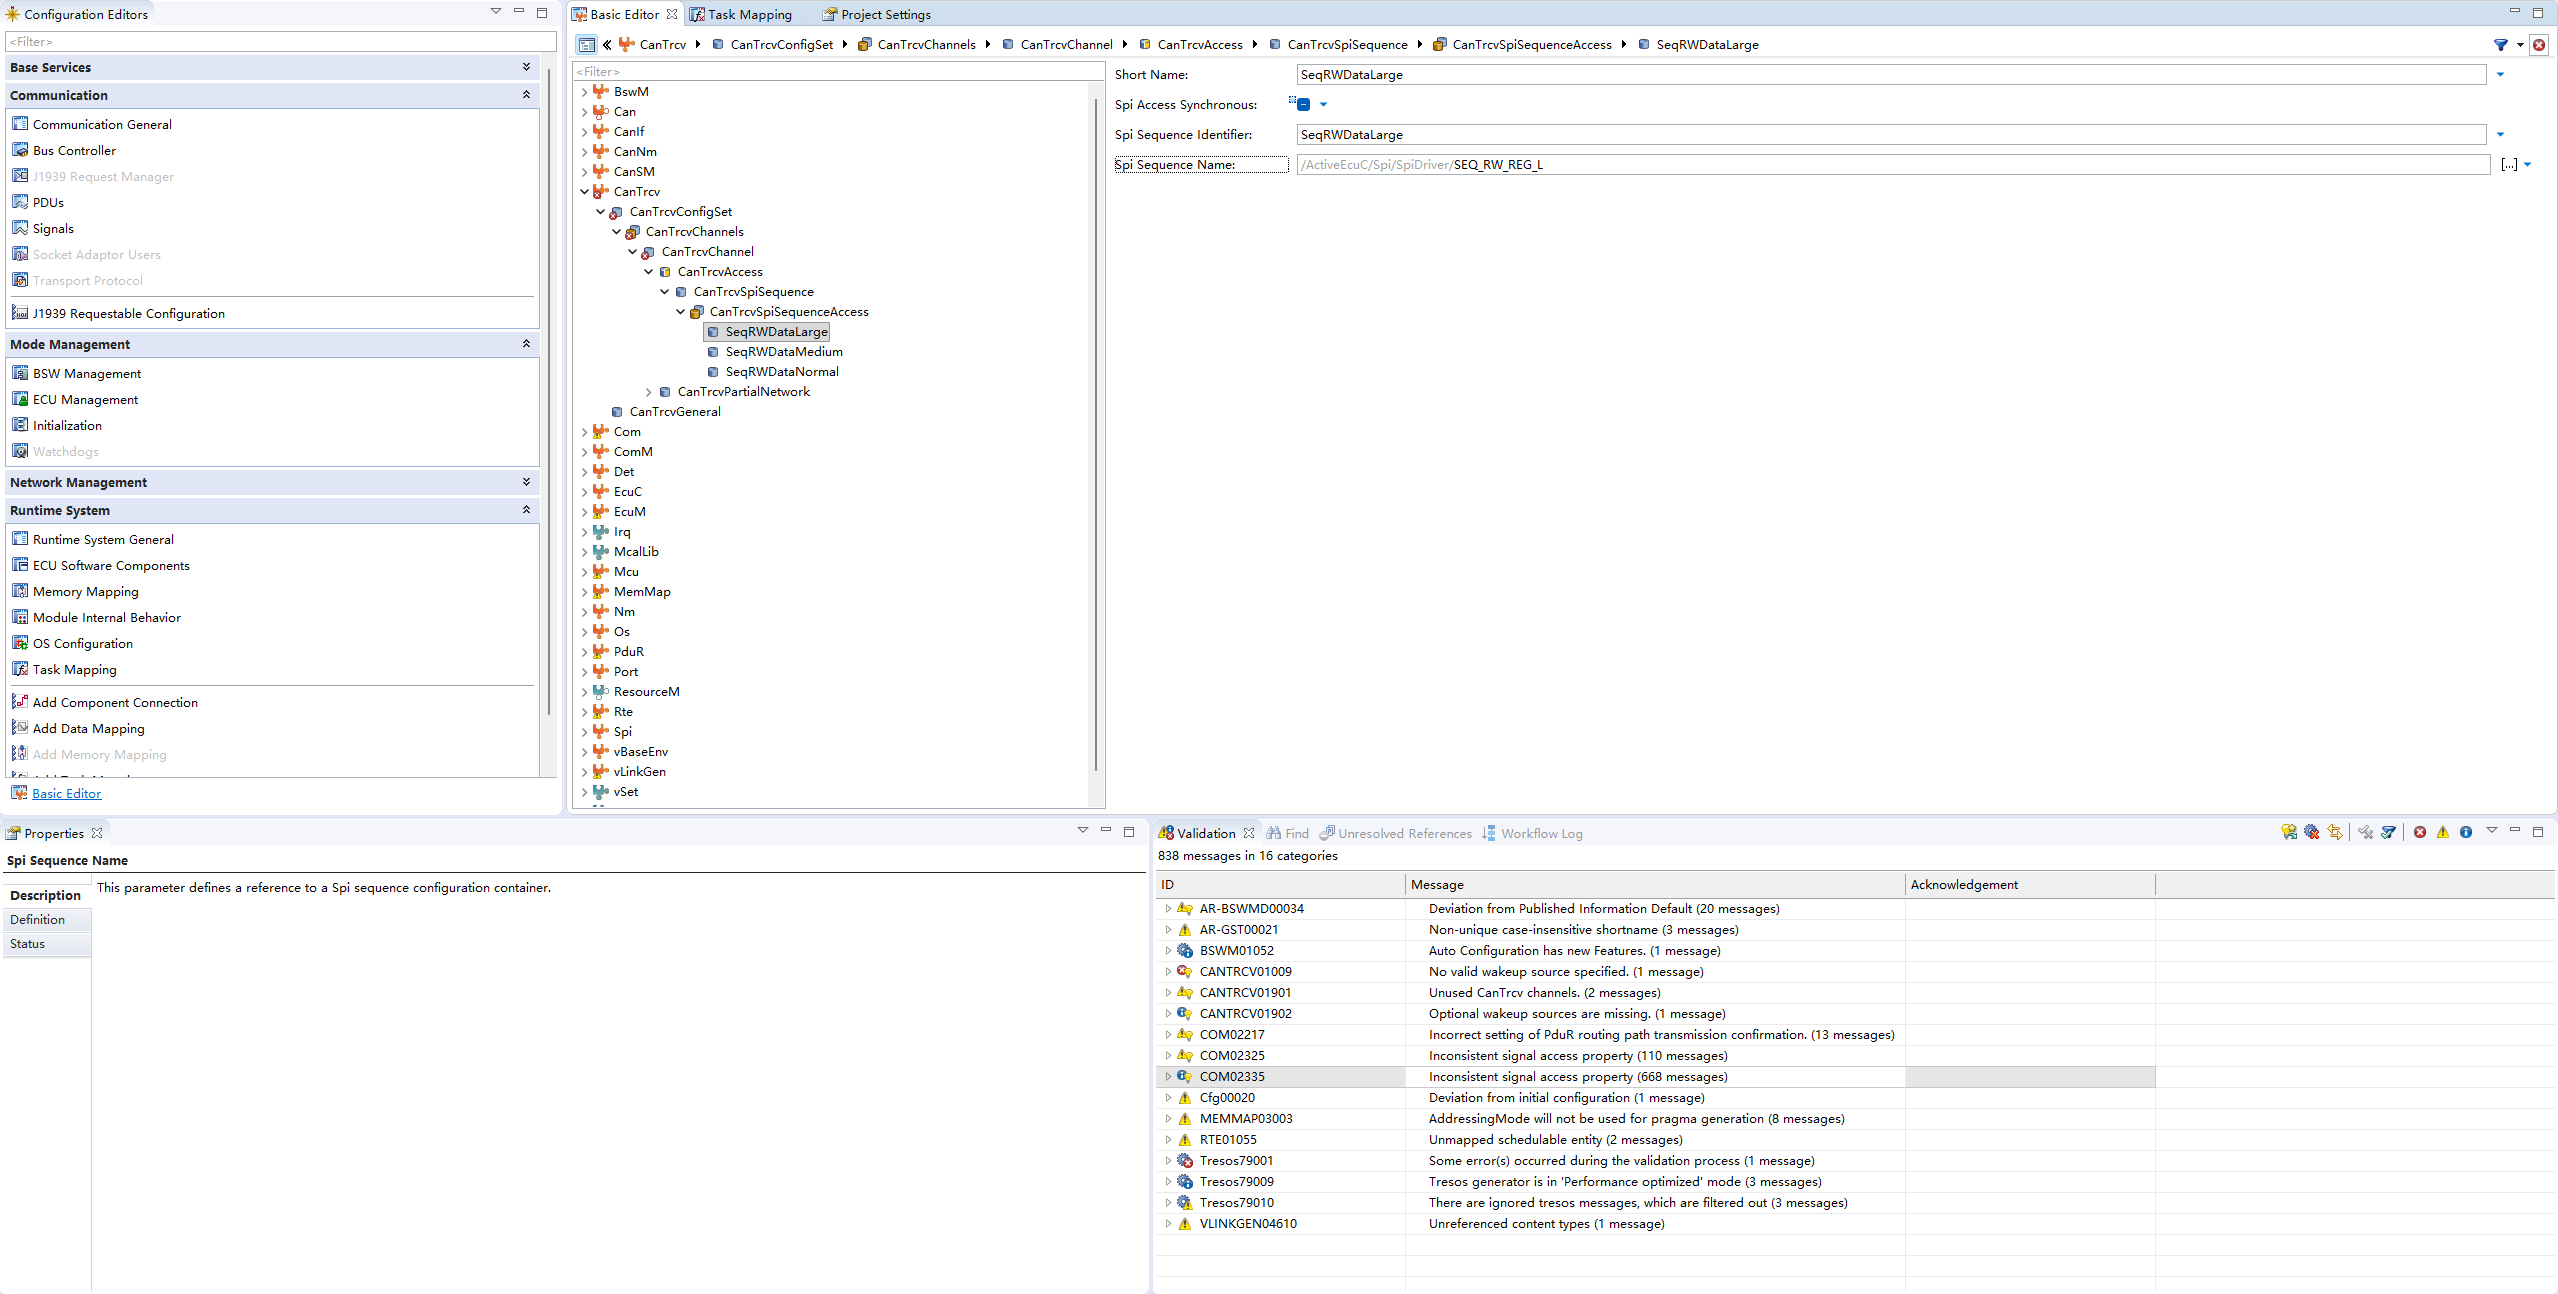 Configuration Editors
<Filter>
Base Services
Communication
Communication General
Bus Controller
J1939 Request Manager
PDUs
Signals
Socket Adaptor Users
Transport Protocol
J1939 Requestable Configuration
Mode Management
BSW Management
ECU Management
Initialization
Watchdogs
Network Management
Runtime System
Runtime System General
ECU Software Components
Memory Mapping
Module Internal Behavior
OS Configuration
Task Mapping
Add Component Connection
Add Data Mapping
Add Memory Mapping
Basic Editor
Basic Editor Task Mapping Project Settings
CanTrcv CanTrcvConfigSet CanTrcvChannels CanTrcvChannel CanTrcvAccess CanTrcvSpiSequence CanTrcvSpiSequenceAccess SeqRWDataLarge
<Filter>
BswM
Can
CanIf
CanNm
CanSM
CanTrcv
CanTrcvConfigSet
CanTrcvChannels
CanTrcvChannel
CanTrcvAccess
CanTrcvSpiSequence
CanTrcvSpiSequenceAccess
SeqRWDataLarge
SeqRWDataMedium
SeqRWDataNormal
CanTrcvPartialNetwork
CanTrcvGeneral
Com
ComM
Det
EcuC
EcuM
Irq
McalLib
Mcu
MemMap
Nm
Os
PduR
Port
ResourceM
Rte
Spi
vBaseEnv
vLinkGen
vSet
Short Name: SeqRWDataLarge
Spi Access Synchronous:
Spi Sequence Identifier: SeqRWDataLarge
Spi Sequence Name: /ActiveEcuC/Spi/SpiDriver/SEQ_RW_REG_L [...]
Properties
Spi Sequence Name
Description
Definition
Status
This parameter defines a reference to a Spi sequence configuration container.
Validation Find Unresolved References Workflow Log
838 messages in 16 categories
ID Message Acknowledgement
AR-BSWMD00034 Deviation from Published Information Default (20 messages)
AR-GST00021 Non-unique case-insensitive shortname (3 messages)
BSWM01052 Auto Configuration has new Features. (1 message)
CANTRCV01009 No valid wakeup source specified. (1 message)
CANTRCV01901 Unused CanTrcv channels. (2 messages)
CANTRCV01902 Optional wakeup sources are missing. (1 message)
COM02217 Incorrect setting of PduR routing path transmission confirmation. (13 messages)
COM02325 Inconsistent signal access property (110 messages)
COM02335 Inconsistent signal access property (668 messages)
Cfg00020 Deviation from initial configuration (1 message)
MEMMAP03003 AddressingMode will not be used for pragma generation (8 messages)
RTE01055 Unmapped schedulable entity (2 messages)
Tresos79001 Some error(s) occurred during the validation process (1 message)
Tresos79009 Tresos generator is in 'Performance optimized' mode (3 messages)
Tresos79010 There are ignored tresos messages, which are filtered out (3 messages)
VLINKGEN04610 Unreferenced content types (1 message)